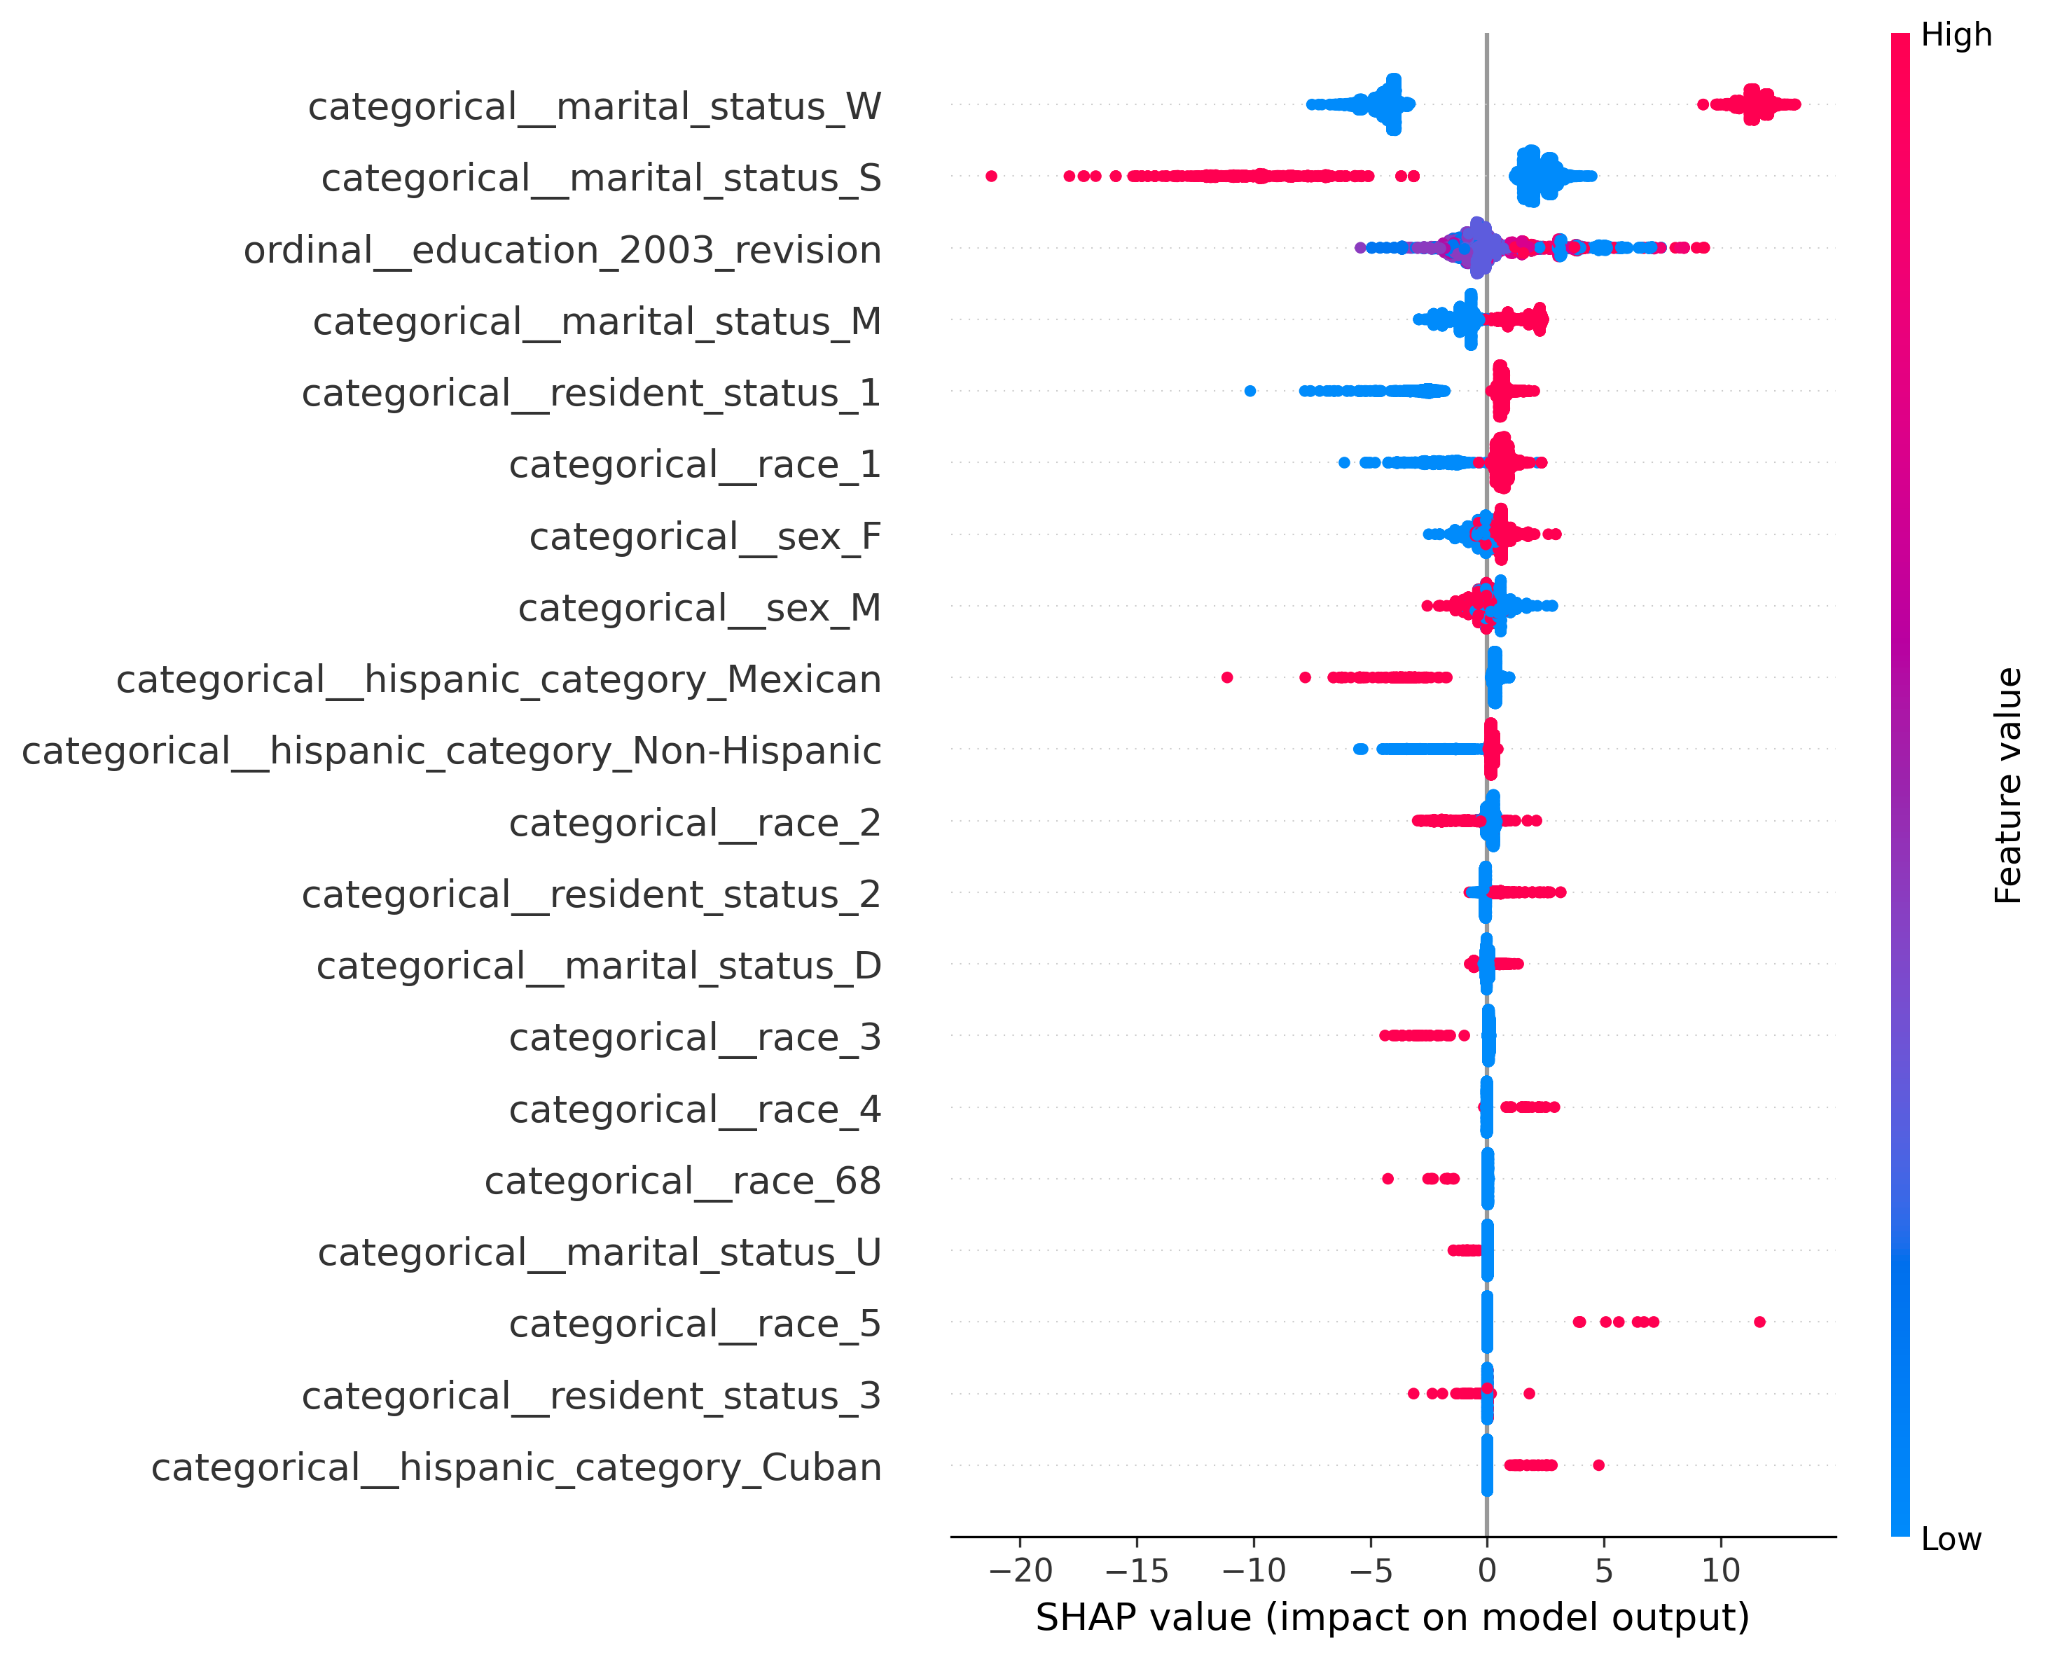 High
categorical__marital_status_W
categorical__marital_status_S
ordinal__education_2003_revision
categorical__marital_status_M
categorical__resident_status_1
categorical__race_1
categorical__sex_F
categorical__sex_M
categorical__hispanic_category_Mexican
categorical__hispanic_category_Non-Hispanic
categorical__race_2
categorical__resident_status_2
categorical__marital_status_D
categorical__race_3
categorical__race_4
categorical__race_68
categorical__marital_status_U
categorical__race_5
categorical__resident_status_3
categorical__hispanic_category_Cuban
Feature value
Low
−20 −15 −10 −5 0 5 10
SHAP value (impact on model output)